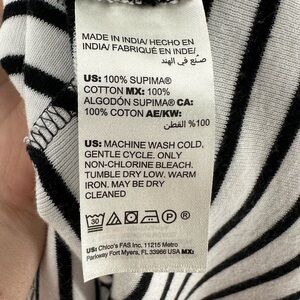 MADE IN INDIA/ HECHO EN
INDIA/ FABRIQUÉ EN INDE/
صنع في الهند
US: 100% SUPIMA®
COTTON MX: 100%
ALGODÓN SUPIMA® CA:
100% COTON AE/KW:
100% القطن
US: MACHINE WASH COLD,
GENTLE CYCLE. ONLY
NON-CHLORINE BLEACH.
TUMBLE DRY LOW. WARM
IRON. MAY BE DRY
CLEANED
30 P ®
US: Chico's FAS Inc. 11215 Metro
Parkway Fort Myers, FL 33966 USA MX: